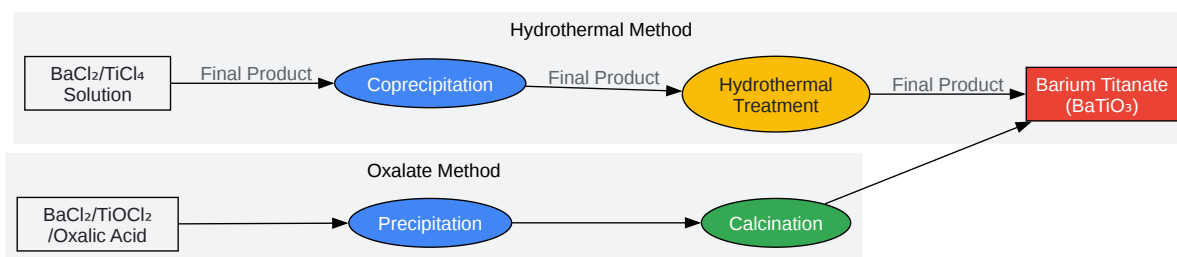 Hydrothermal Method
BaCl₂/TiCl₄
Solution
Final Product
Coprecipitation
Final Product
Hydrothermal
Treatment
Final Product
Barium Titanate
(BaTiO₃)
Oxalate Method
BaCl₂/TiOCl₂
/Oxalic Acid
Precipitation
Calcination